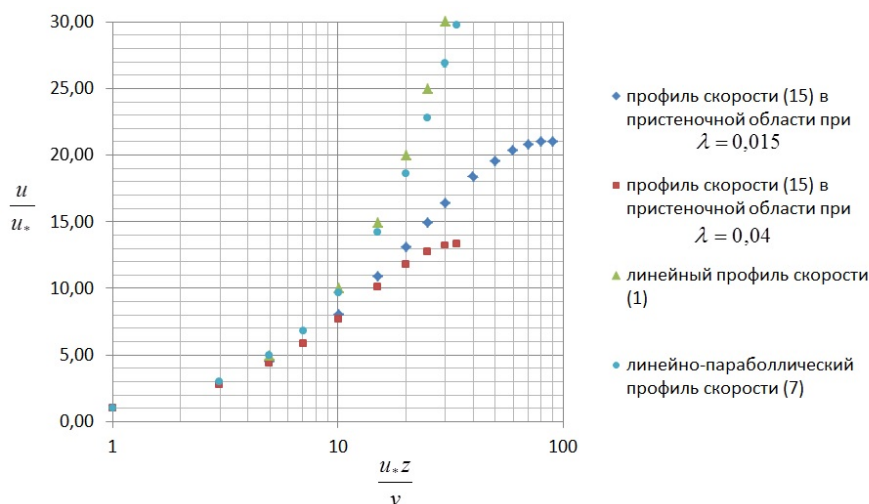 30,00
25,00
20,00
15,00
10,00
5,00
0,00
1
10
100
u
u*
u* z
ν
профиль скорости (15) в
пристеночной области при
λ = 0,015
профиль скорости (15) в
пристеночной области при
λ = 0,04
линейный профиль скорости
(1)
линейно-параболлический
профиль скорости (7)